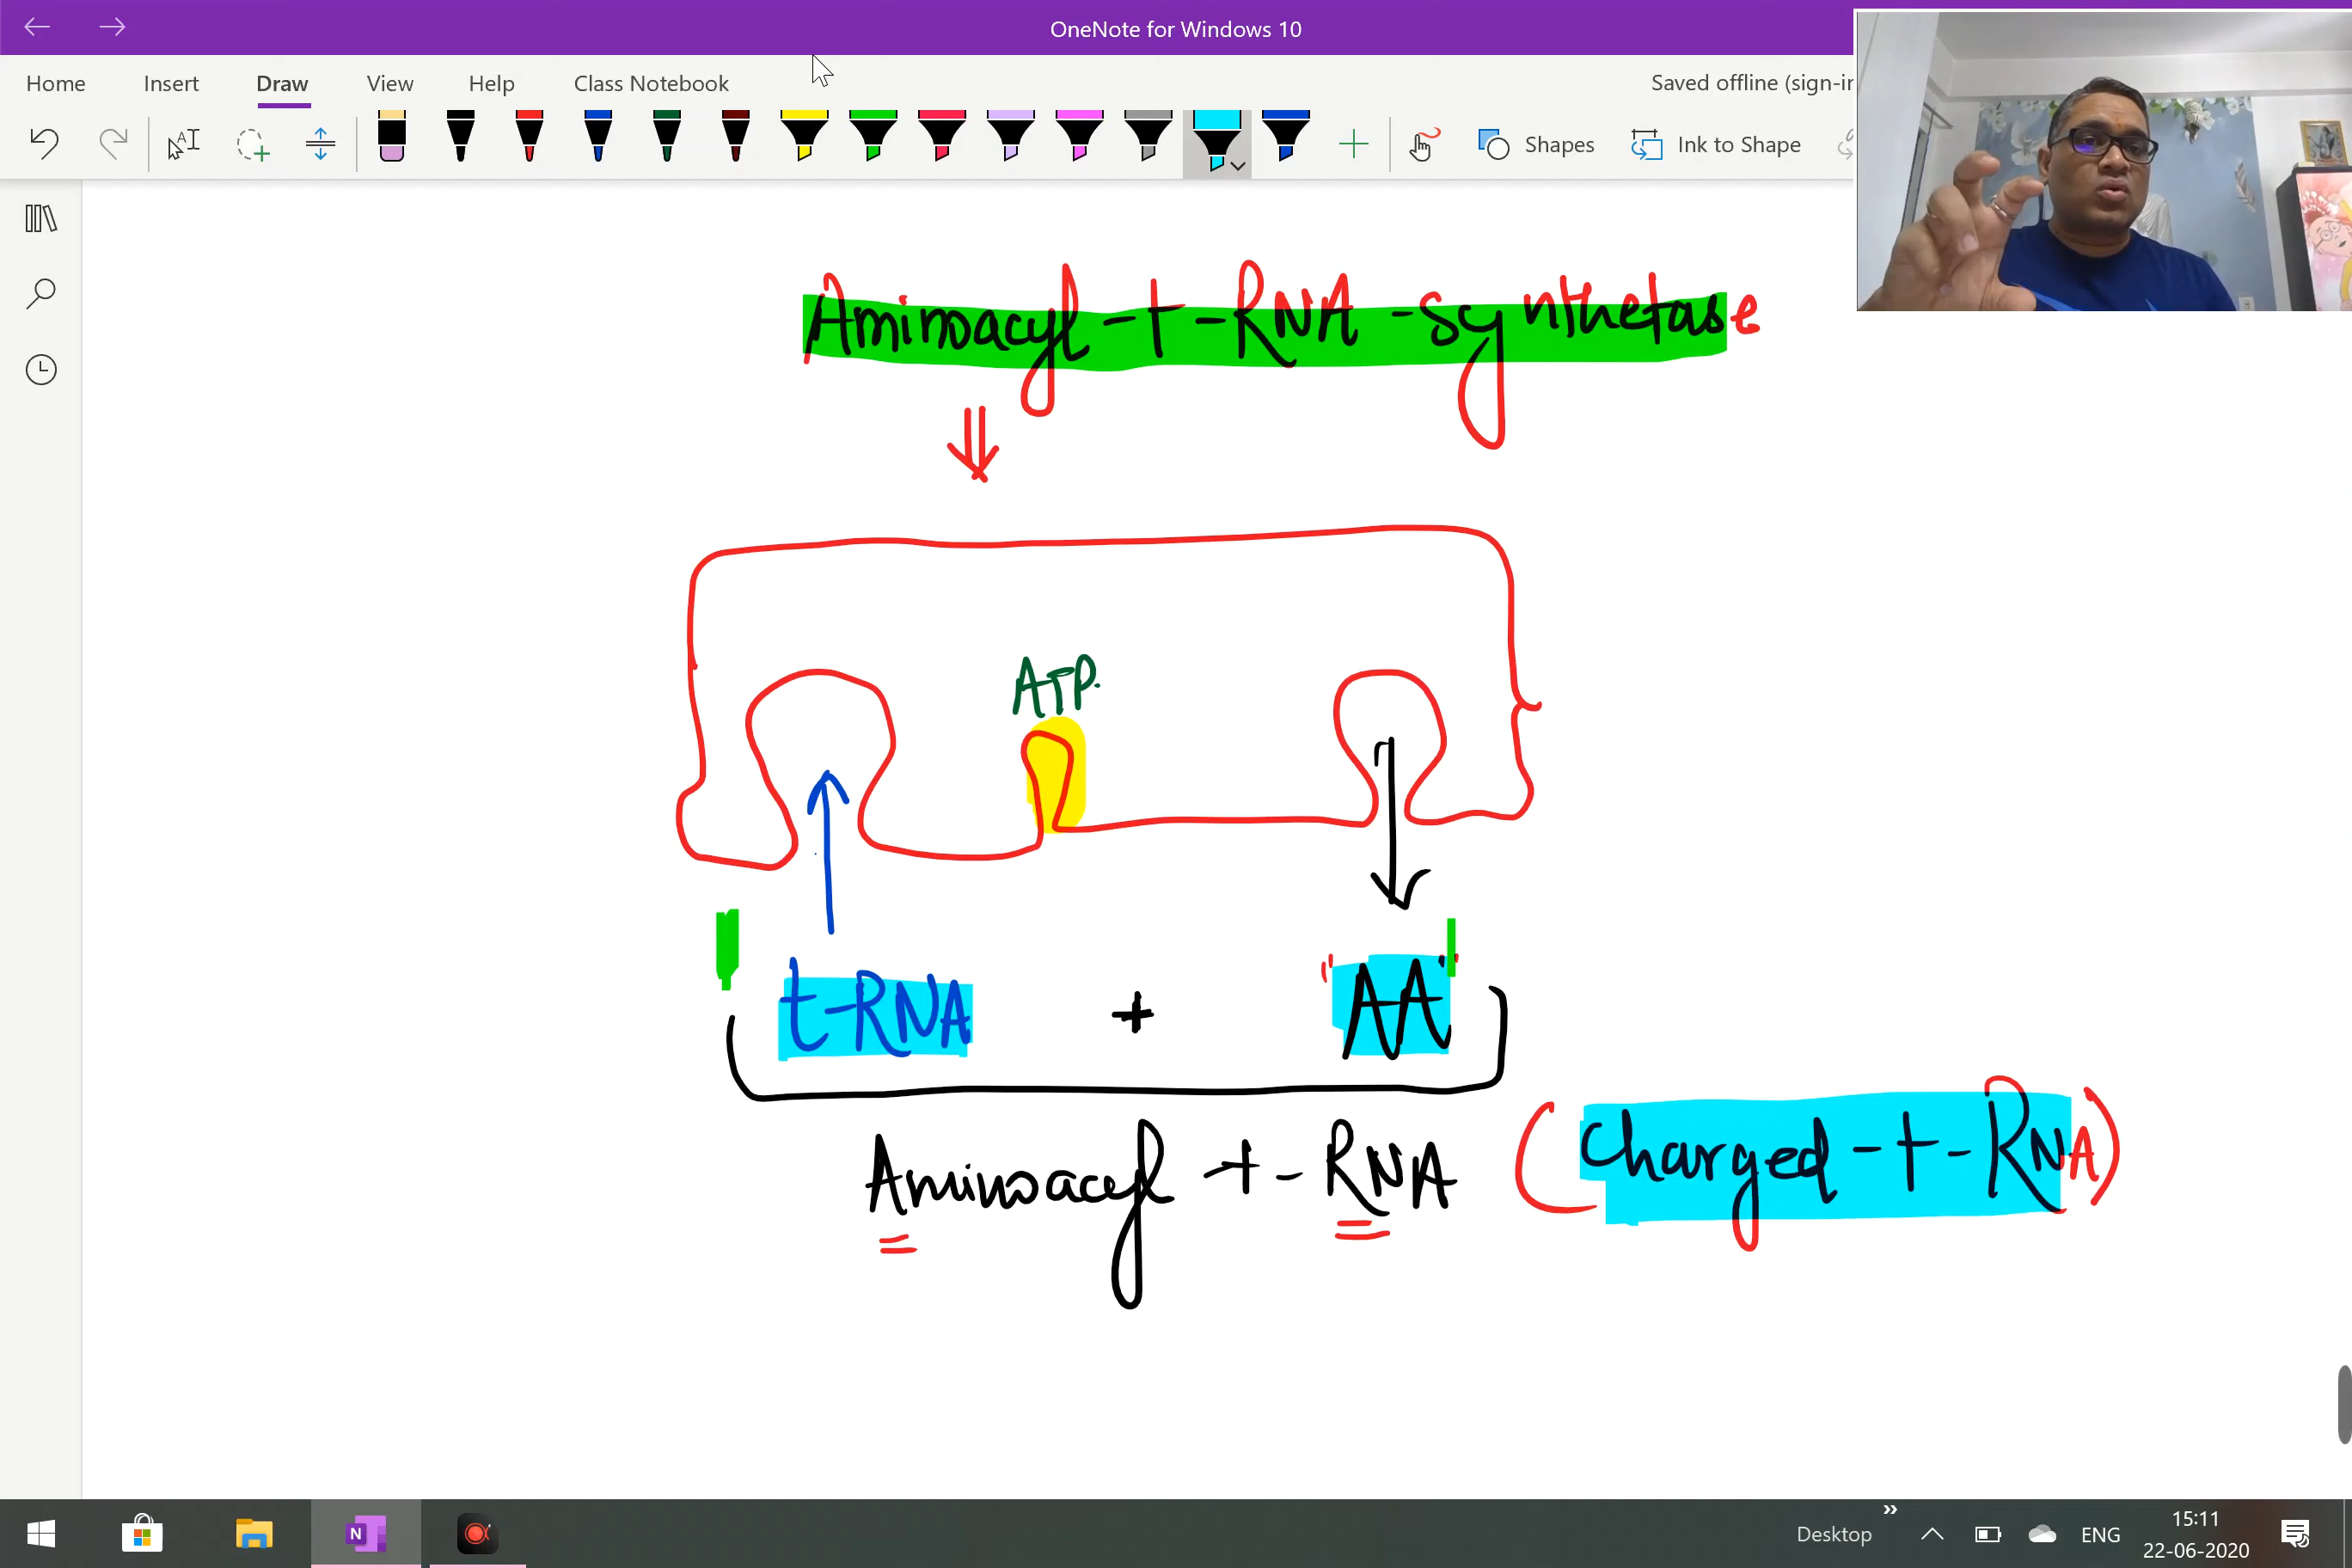 OneNote for Windows 10
Home Insert Draw View Help Class Notebook Saved offline (sign-in
Shapes Ink to Shape
Aminoacyl-t-RNA-synthetase
ATP.
t-RNA + "AA"
Aminoacyl t-RNA (Charged-t-RNA)
Desktop ENG 15:11
22-06-2020